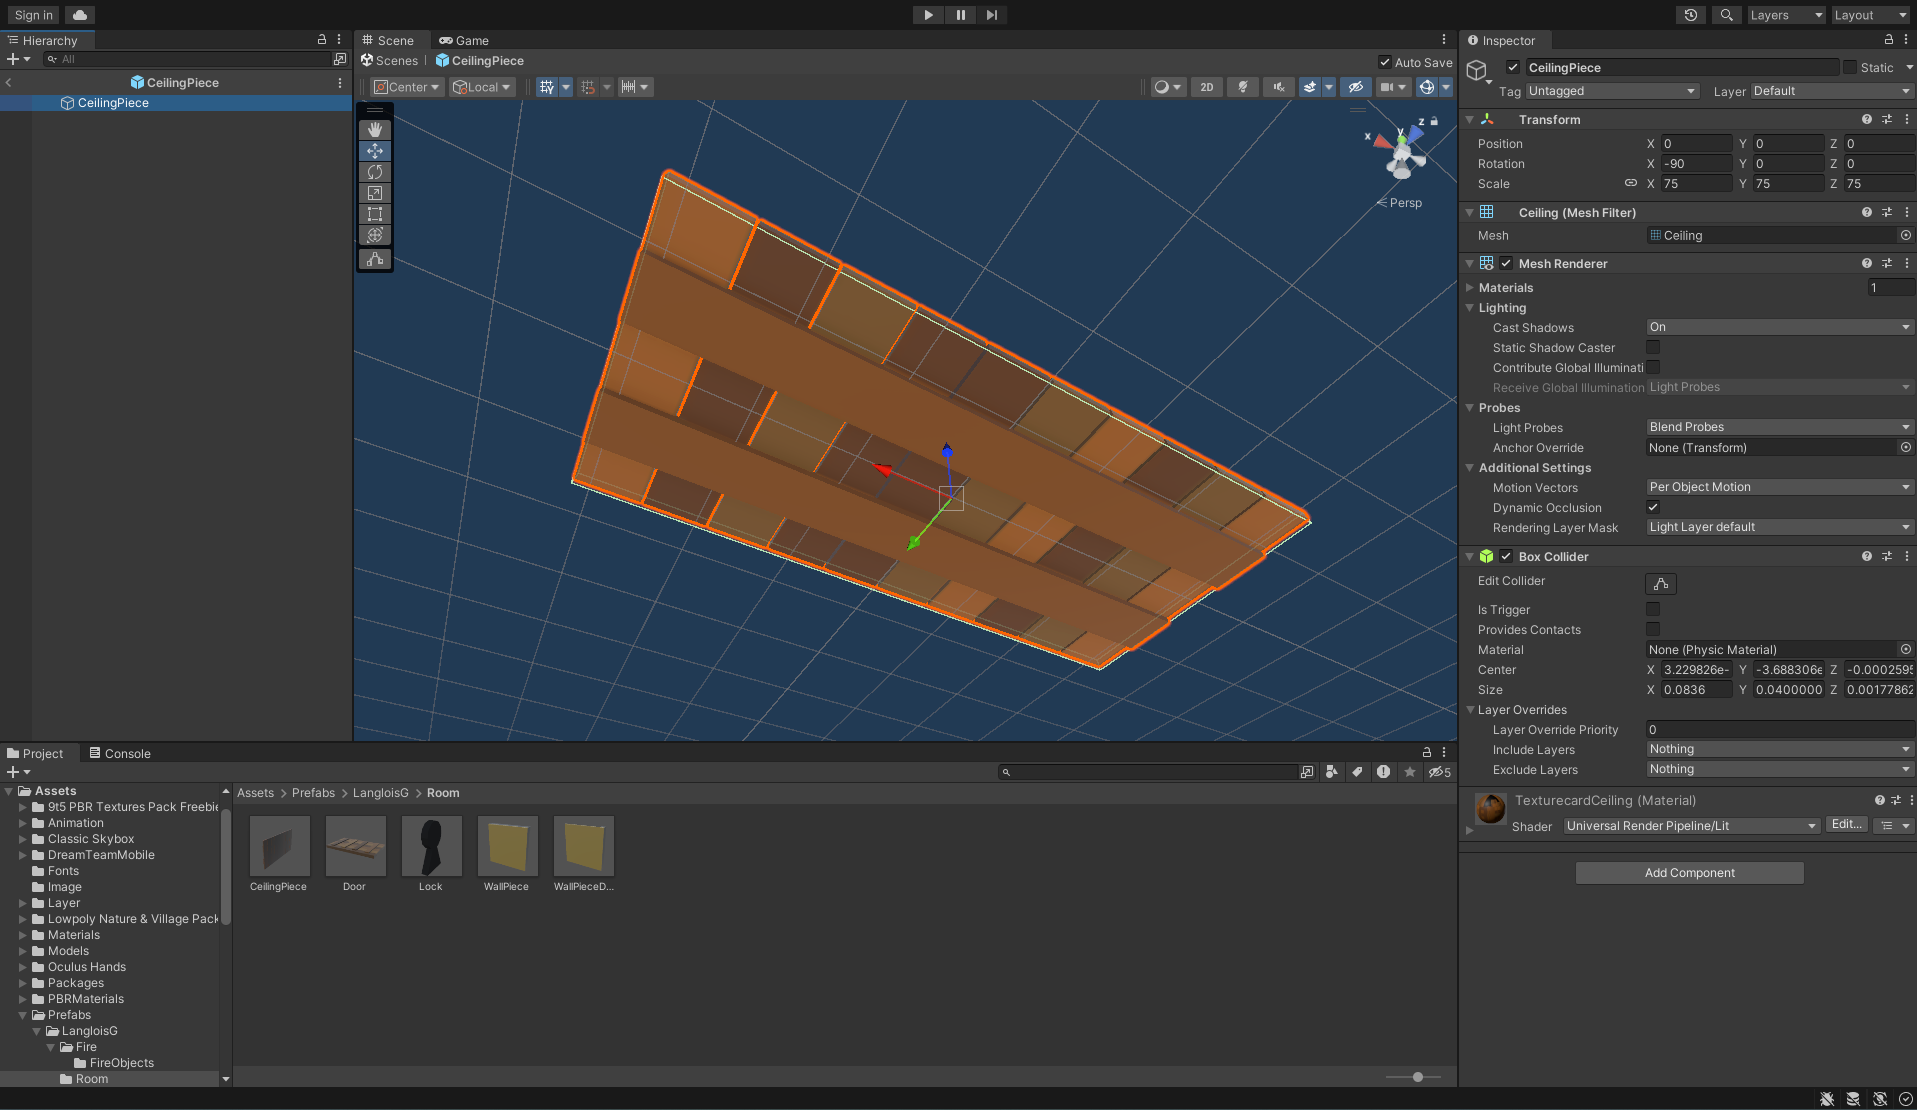 Sign in
Layers
Layout
Hierarchy
All
CeilingPiece
CeilingPiece
Scene
Game
Scenes
CeilingPiece
Auto Save
Center
Local
2D
x
y
z
Persp
Inspector
CeilingPiece
Static
Tag Untagged
Layer Default
Transform
Position X 0 Y 0 Z 0
Rotation X -90 Y 0 Z 0
Scale X 75 Y 75 Z 75
Ceiling (Mesh Filter)
Mesh Ceiling
Mesh Renderer
Materials 1
Lighting
Cast Shadows On
Static Shadow Caster
Contribute Global Illuminati
Receive Global Illumination Light Probes
Probes
Light Probes Blend Probes
Anchor Override None (Transform)
Additional Settings
Motion Vectors Per Object Motion
Dynamic Occlusion
Rendering Layer Mask Light Layer default
Box Collider
Edit Collider
Is Trigger
Provides Contacts
Material None (Physic Material)
Center X 3.229826e- Y -3.688306e Z -0.0002595
Size X 0.0836 Y 0.0400000 Z 0.00177862
Layer Overrides
Layer Override Priority 0
Include Layers Nothing
Exclude Layers Nothing
TexturecardCeiling (Material)
Shader Universal Render Pipeline/Lit Edit...
Add Component
Project
Console
5
Assets
9t5 PBR Textures Pack Freebie
Animation
Classic Skybox
DreamTeamMobile
Fonts
Image
Layer
Lowpoly Nature & Village Pack
Materials
Models
Oculus Hands
Packages
PBRMaterials
Prefabs
LangloisG
Fire
FireObjects
Room
Assets > Prefabs > LangloisG > Room
CeilingPiece
Door
Lock
WallPiece
WallPieceD...